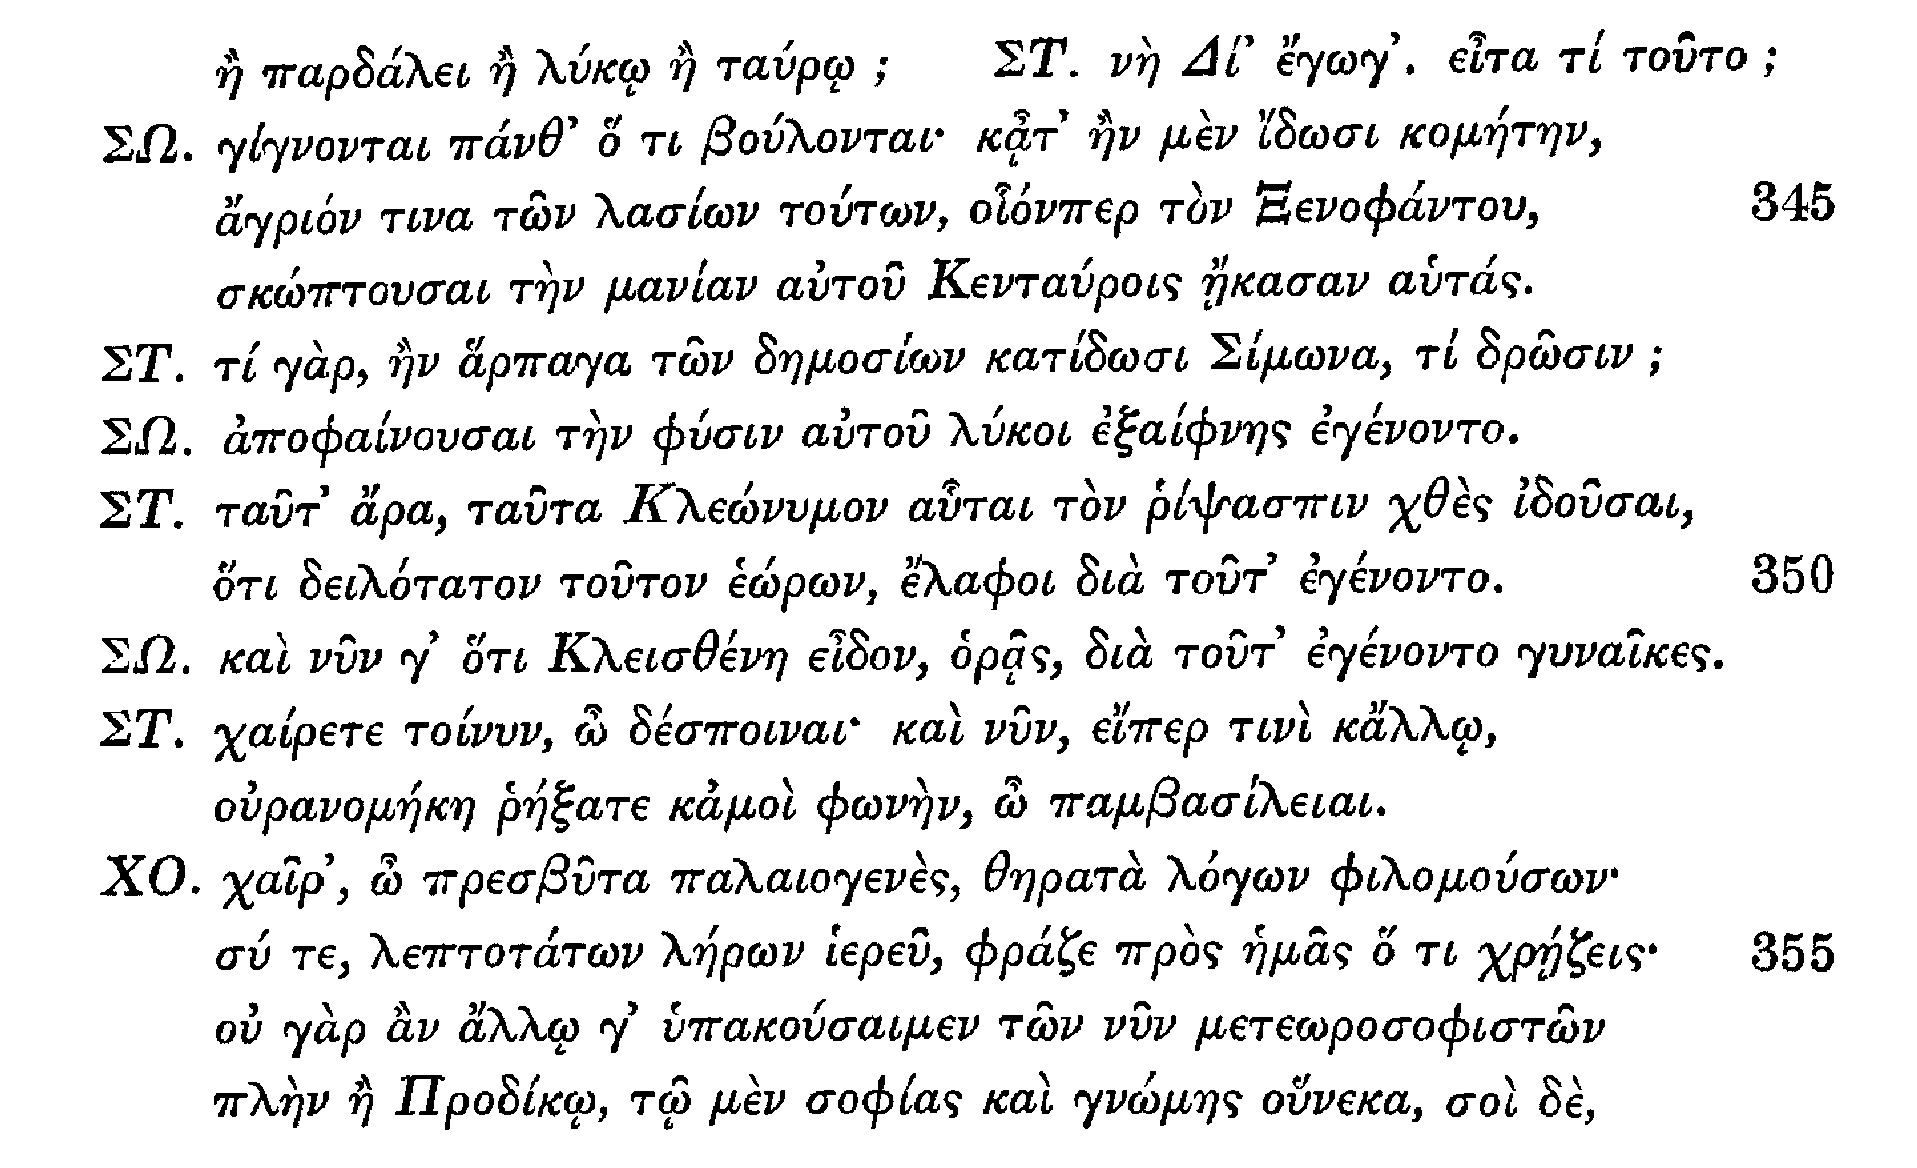 ἢ παρδάλει ἢ λύκῳ ἢ ταύρῳ ; ΣΤ. νὴ Δί’ ἔγωγ’. εἶτα τί τοῦτο ;
ΣΩ. γίγνονται πάνθ’ ὅ τι βούλονται· κᾆτ’ ἢν μὲν ἴδωσι κομήτην,
ἄγριόν τινα τῶν λασίων τούτων, οἷόνπερ τὸν Ξενοφάντου, 345
σκώπτουσαι τὴν μανίαν αὐτοῦ Κενταύροις ᾔκασαν αὑτάς.
ΣΤ. τί γὰρ, ἢν ἅρπαγα τῶν δημοσίων κατίδωσι Σίμωνα, τί δρῶσιν ;
ΣΩ. ἀποφαίνουσαι τὴν φύσιν αὐτοῦ λύκοι ἐξαίφνης ἐγένοντο.
ΣΤ. ταῦτ’ ἄρα, ταῦτα Κλεώνυμον αὗται τὸν ῥίψασπιν χθὲς ἰδοῦσαι,
ὅτι δειλότατον τοῦτον ἑώρων, ἔλαφοι διὰ τοῦτ’ ἐγένοντο. 350
ΣΩ. καὶ νῦν γ’ ὅτι Κλεισθένη εἶδον, ὁρᾷς, διὰ τοῦτ’ ἐγένοντο γυναῖκες.
ΣΤ. χαίρετε τοίνυν, ὦ δέσποιναι· καὶ νῦν, εἴπερ τινὶ κἄλλῳ,
οὐρανομήκη ῥήξατε κἀμοὶ φωνὴν, ὦ παμβασίλειαι.
ΧΟ. χαῖρ’, ὦ πρεσβῦτα παλαιογενὲς, θηρατὰ λόγων φιλομούσων·
σύ τε, λεπτοτάτων λήρων ἱερεῦ, φράζε πρὸς ἡμᾶς ὅ τι χρῄζεις· 355
οὐ γὰρ ἂν ἄλλῳ γ’ ὑπακούσαιμεν τῶν νῦν μετεωροσοφιστῶν
πλὴν ἢ Προδίκῳ, τῷ μὲν σοφίας καὶ γνώμης οὕνεκα, σοὶ δὲ,